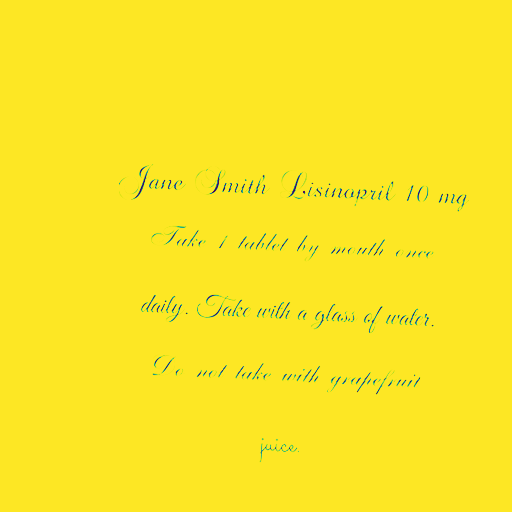 Jane Smith Lisinopril 10 mg
Take 1 tablet by mouth once
daily. Take with a glass of water.
Do not take with grapefruit
juice.